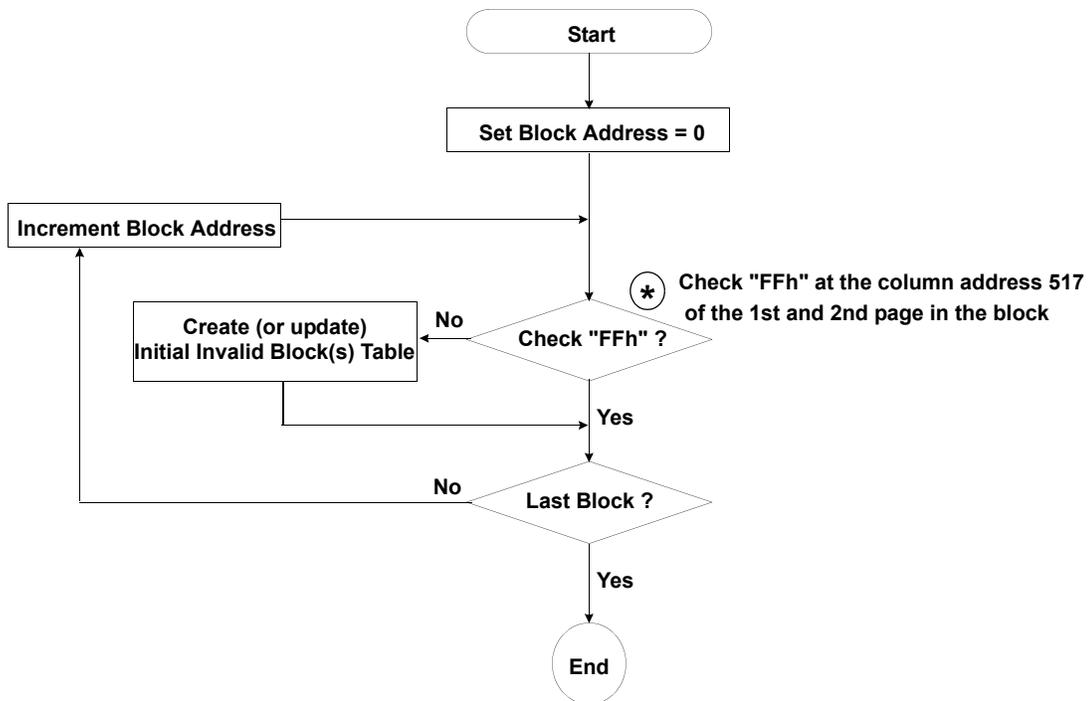 Start
Set Block Address = 0
Increment Block Address
* Check "FFh" at the column address 517
of the 1st and 2nd page in the block
Create (or update)
Initial Invalid Block(s) Table
No
Check "FFh" ?
Yes
No
Last Block ?
Yes
End